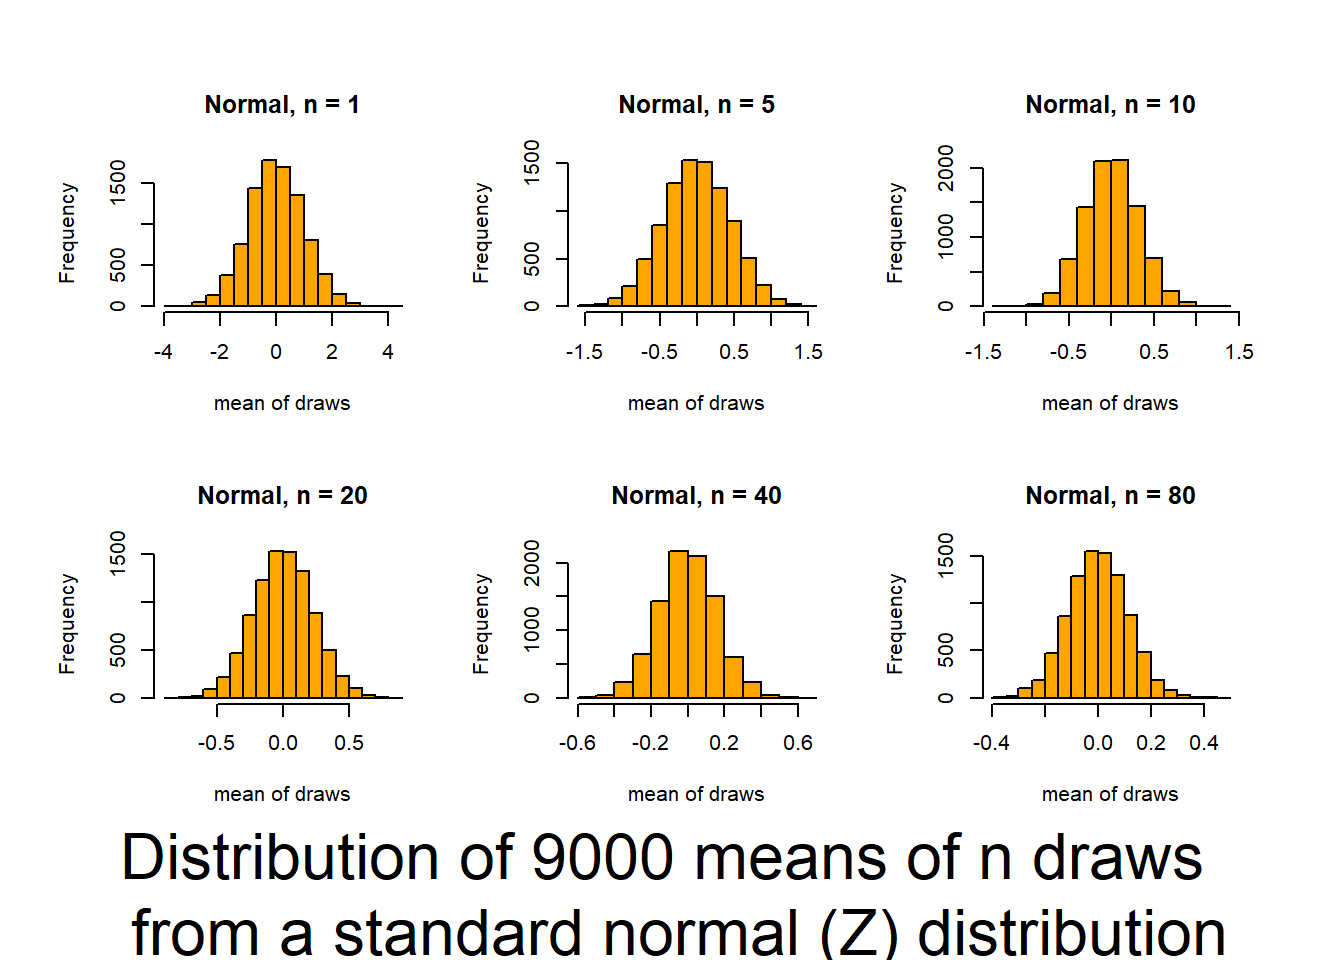 Normal, n = 1
Frequency
0 500 1500
-4 -2 0 2 4
mean of draws
Normal, n = 5
Frequency
0 500 1500
-1.5 -0.5 0.5 1.5
mean of draws
Normal, n = 10
Frequency
0 1000 2000
-1.5 -0.5 0.5 1.5
mean of draws
Normal, n = 20
Frequency
0 500 1500
-0.5 0.0 0.5
mean of draws
Normal, n = 40
Frequency
0 1000 2000
-0.6 -0.2 0.2 0.6
mean of draws
Normal, n = 80
Frequency
0 500 1500
-0.4 0.0 0.2 0.4
mean of draws
Distribution of 9000 means of n draws
from a standard normal (Z) distribution